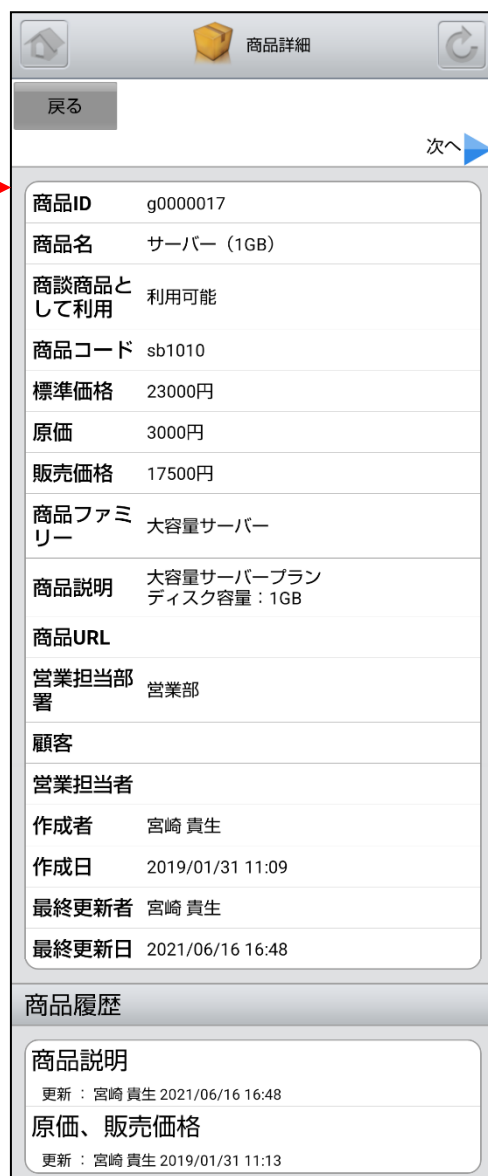 商品詳細
戻る
次へ
商品ID g0000017
商品名 サーバー（1GB）
商談商品と
して利用 利用可能
商品コード sb1010
標準価格 23000円
原価 3000円
販売価格 17500円
商品ファミ
リー 大容量サーバー
商品説明 大容量サーバープラン
ディスク容量：1GB
商品URL
営業担当部
署 営業部
顧客
営業担当者
作成者 宮崎 貴生
作成日 2019/01/31 11:09
最終更新者 宮崎 貴生
最終更新日 2021/06/16 16:48
商品履歴
商品説明
更新 ： 宮崎 貴生 2021/06/16 16:48
原価、販売価格
更新 ： 宮崎 貴生 2019/01/31 11:13